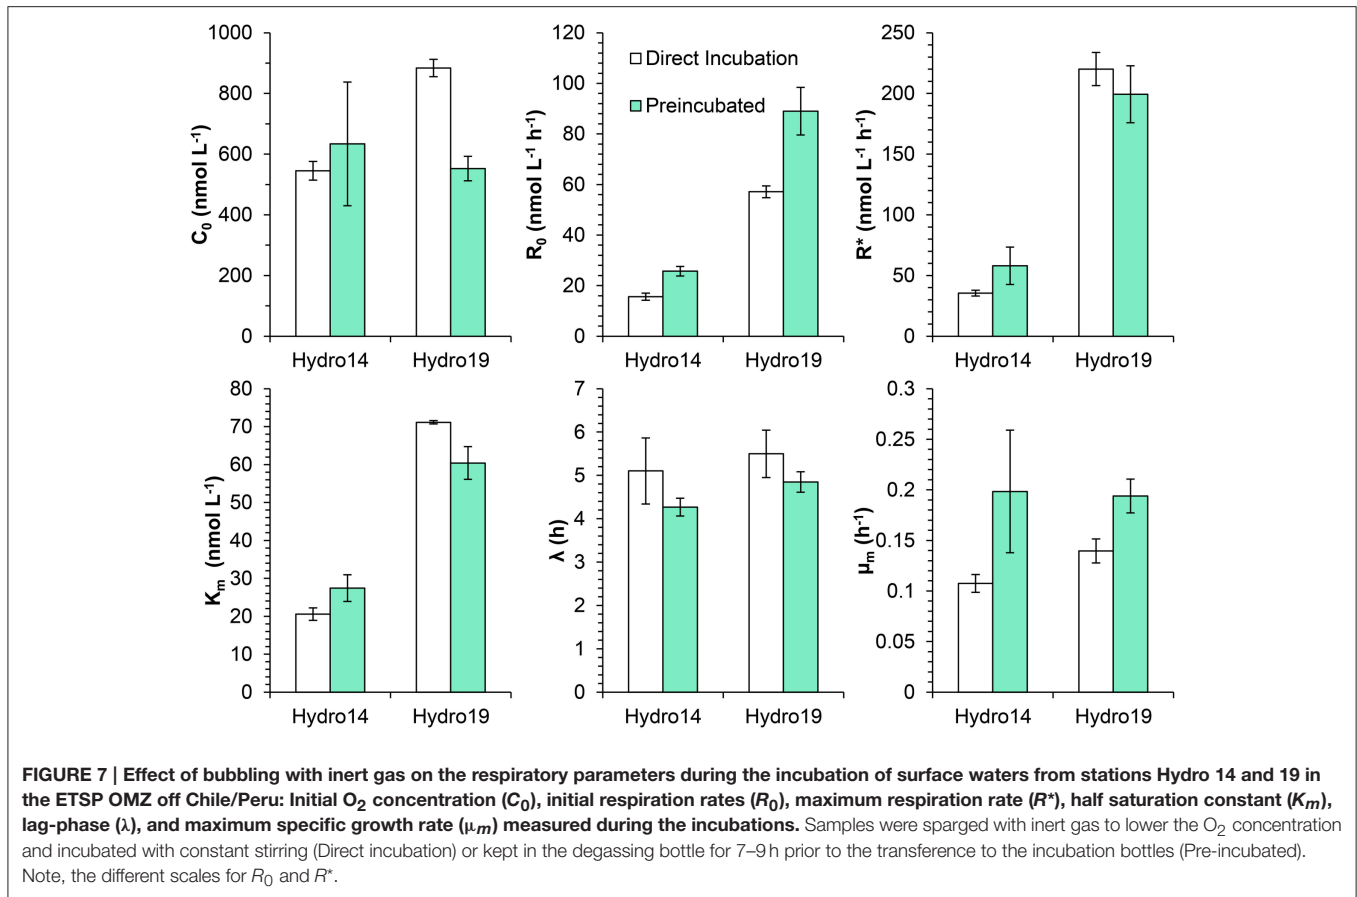 1000
800
600
400
200
0
C0 (nmol L-1)
Hydro14
Hydro19
120
100
80
60
40
20
0
R0 (nmol L-1 h-1)
Direct Incubation
Preincubated
Hydro14
Hydro19
250
200
150
100
50
0
R* (nmol L-1 h-1)
Hydro14
Hydro19
80
70
60
50
40
30
20
10
0
Km (nmol L-1)
Hydro14
Hydro19
7
6
5
4
3
2
1
0
λ (h)
Hydro14
Hydro19
0.3
0.25
0.2
0.15
0.1
0.05
0
μm (h-1)
Hydro14
Hydro19
FIGURE 7 | Effect of bubbling with inert gas on the respiratory parameters during the incubation of surface waters from stations Hydro 14 and 19 in
the ETSP OMZ off Chile/Peru: Initial O2 concentration (C0), initial respiration rates (R0), maximum respiration rate (R*), half saturation constant (Km),
lag-phase (λ), and maximum specific growth rate (μm) measured during the incubations. Samples were sparged with inert gas to lower the O2 concentration
and incubated with constant stirring (Direct incubation) or kept in the degassing bottle for 7–9 h prior to the transference to the incubation bottles (Pre-incubated).
Note, the different scales for R0 and R*.